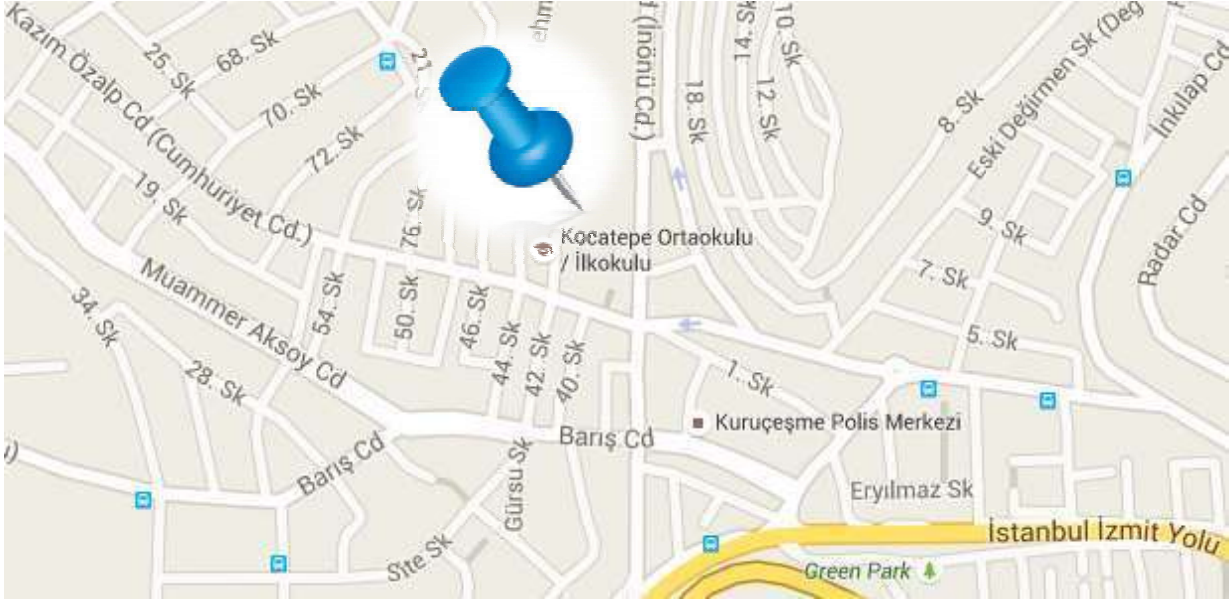 Kazım Özalp Cd (Cumhuriyet Cd.)
25. Sk
68. Sk
70. Sk
72. Sk
19. Sk
76. Sk
(İnönü Cd.)
18. Sk
14. Sk
12. Sk
10. Sk
8. Sk
Eski Değirmen Sk (Değ
İnkılap Cd
Radar Cd
9. Sk
7. Sk
5. Sk
1. Sk
Kocatepe Ortaokulu
/ İlkokulu
Muammer Aksoy Cd
34. Sk
28. Sk
54. Sk
50. Sk
46. Sk
44. Sk
42. Sk
40. Sk
Barış Cd
Barış Cd
Kuruçeşme Polis Merkezi
Gürsu Sk
Site Sk
Eryılmaz Sk
İstanbul İzmit Yolu
Green Park